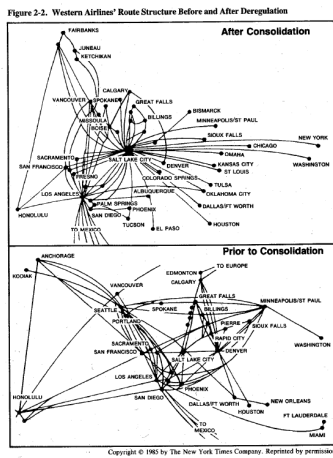 Figure 2-2. Western Airlines' Route Structure Before and After Deregulation
After Consolidation
FAIRBANKS
JUNEAU
KETCHIKAN
CALGARY
VANCOUVER
SPOKANE
GREAT FALLS
MISSOULA
BILLINGS
BISMARCK
BOISE
MINNEAPOLIS/ST PAUL
SIOUX FALLS
NEW YORK
CHICAGO
SACRAMENTO
SALT LAKE CITY
OMAHA
SAN FRANCISCO
DENVER
KANSAS CITY
WASHINGTON
FRESNO
COLORADO SPRINGS
ST LOUIS
LOS ANGELES
ALBUQUERQUE
TULSA
OKLAHOMA CITY
PALM SPRINGS
DALLAS/FT WORTH
HONOLULU
SAN DIEGO
PHOENIX
TUCSON
HOUSTON
TO MEXICO
EL PASO
Prior to Consolidation
ANCHORAGE
TO EUROPE
KODIAK
EDMONTON
CALGARY
VANCOUVER
GREAT FALLS
MINNEAPOLIS/ST PAUL
SEATTLE
SPOKANE
BILLINGS
PORTLAND
PIERRE
SIOUX FALLS
SACRAMENTO
RAPID CITY
WASHINGTON
SAN FRANCISCO
SALT LAKE CITY
DENVER
LOS ANGELES
HONOLULU
SAN DIEGO
PHOENIX
DALLAS/FT WORTH
NEW ORLEANS
HOUSTON
FT LAUDERDALE
TO
MEXICO
MIAMI
Copyright © 1985 by The New York Times Company. Reprinted by